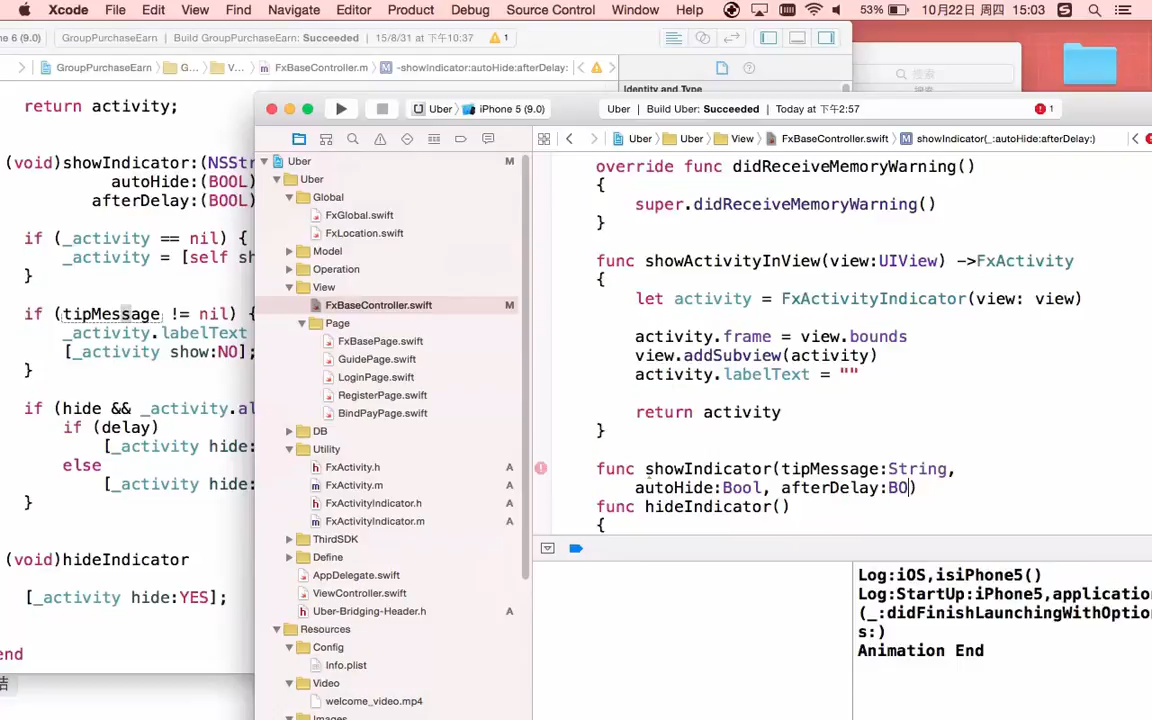 Xcode File Edit View Find Navigate Editor Product Debug Source Control Window Help 53% 10月22日 周四 15:03
e 6 (9.0) GroupPurchaseEarn Build GroupPurchaseEarn: Succeeded 15/8/31 at 下午10:37 1
GroupPurchaseEarn G... V... FxBaseController.m M -showIndicator:autoHide:afterDelay:
搜索
Identity and Type
return activity;
(void)showIndicator:(NSStr
autoHide:(BOOL)
afterDelay:(BOOL)
if (_activity == nil) {
_activity = [self sh
}
if (tipMessage != nil) {
_activity.labelText
[_activity show:NO];
}
if (hide && _activity.al
if (delay)
[_activity hide:
else
[_activity hide:
}
(void)hideIndicator
[_activity hide:YES];
end
Uber iPhone 5 (9.0) Uber Build Uber: Succeeded Today at 下午2:57 1
Uber Uber View FxBaseController.swift M showIndicator(_:autoHide:afterDelay:)
Uber M
Uber
Global
FxGlobal.swift
FxLocation.swift
Model
Operation
View
FxBaseController.swift M
Page
FxBasePage.swift
GuidePage.swift
LoginPage.swift
RegisterPage.swift
BindPayPage.swift
DB
Utility
h FxActivity.h A
m FxActivity.m A
h FxActivityIndicator.h A
m FxActivityIndicator.m A
ThirdSDK
Define
AppDelegate.swift
ViewController.swift
h Uber-Bridging-Header.h A
Resources
Config
Info.plist
Video
welcome_video.mp4
Images
override func didReceiveMemoryWarning()
{
super.didReceiveMemoryWarning()
}
func showActivityInView(view:UIView) ->FxActivity
{
let activity = FxActivityIndicator(view: view)
activity.frame = view.bounds
view.addSubview(activity)
activity.labelText = ""
return activity
}
func showIndicator(tipMessage:String,
autoHide:Bool, afterDelay:BO)
func hideIndicator()
{
Log:iOS,isiPhone5()
Log:StartUp:iPhone5,application
(_:didFinishLaunchingWithOption
s:)
Animation End